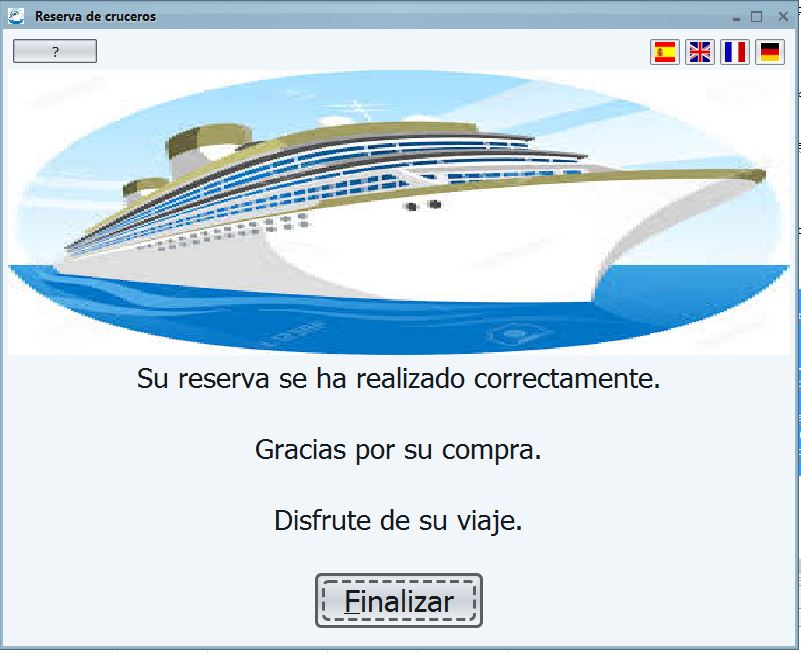 Reserva de cruceros
?
Su reserva se ha realizado correctamente.
Gracias por su compra.
Disfrute de su viaje.
Finalizar